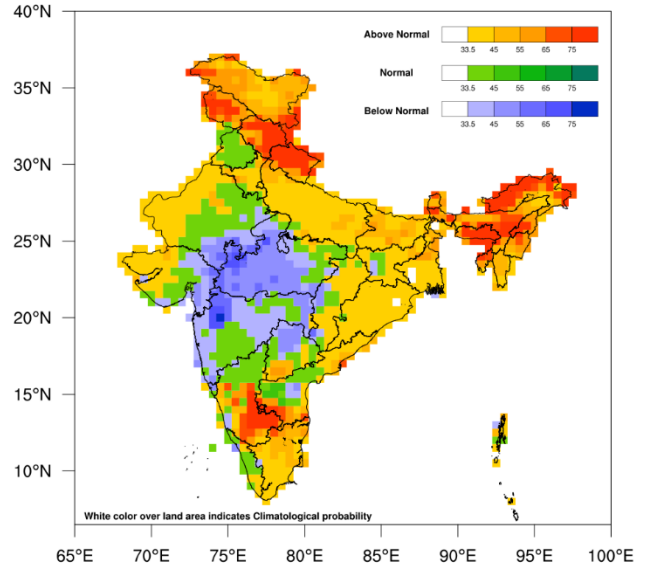 40°N
35°N
30°N
25°N
20°N
15°N
10°N
Above Normal
33.5 45 55 65 75
Normal
33.5 45 55 65 75
Below Normal
33.5 45 55 65 75
White color over land area indicates Climatological probability
65°E 70°E 75°E 80°E 85°E 90°E 95°E 100°E